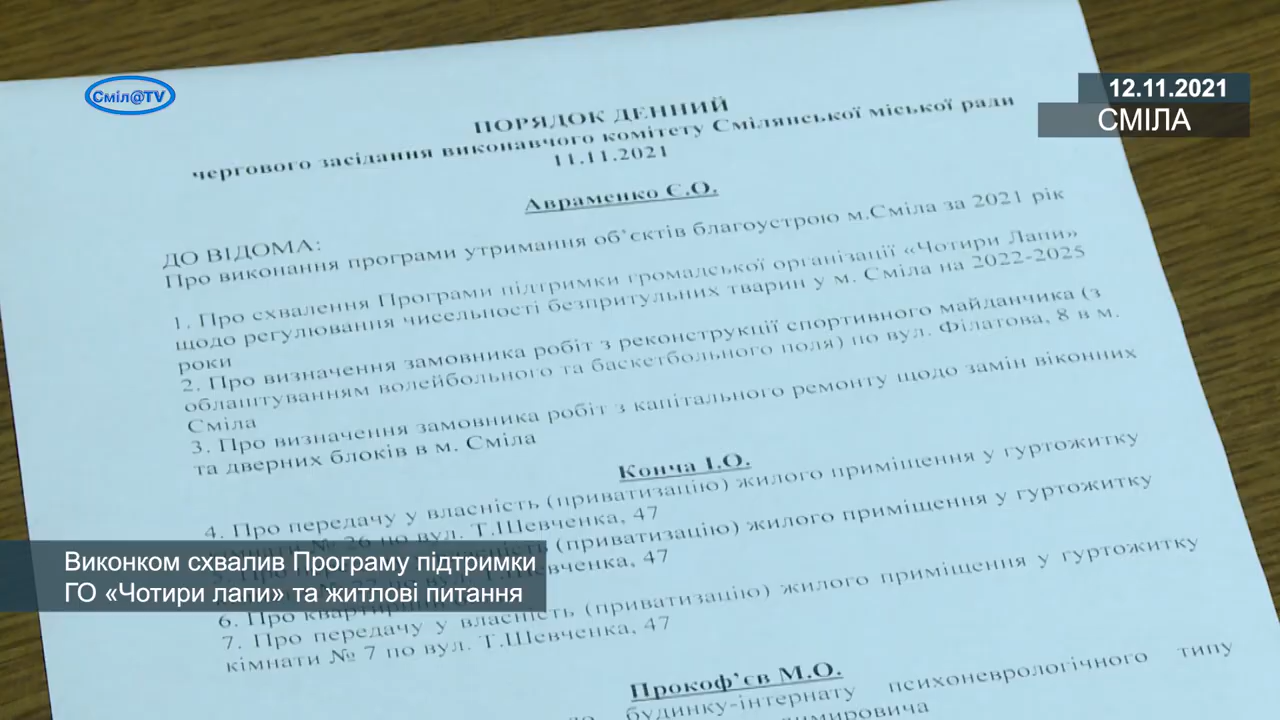 Сміл@TV
12.11.2021
СМІЛА
ПОРЯДОК ДЕННИЙ
чергового засідання виконавчого комітету Смілянської міської ради
11.11.2021
Авраменко Є.О.
ДО ВІДОМА:
Про виконання програми утримання об’єктів благоустрою м.Сміла за 2021 рік
1. Про схвалення Програми підтримки громадської організації «Чотири Лапи»
щодо регулювання чисельності безпритульних тварин у м. Сміла на 2022-2025
роки
2. Про визначення замовника робіт з реконструкції спортивного майданчика (з
облаштуванням волейбольного та баскетбольного поля) по вул. Філатова, 8 в м.
Сміла
3. Про визначення замовника робіт з капітального ремонту щодо замін віконних
та дверних блоків в м. Сміла
Конча І.О.
4. Про передачу у власність (приватизацію) жилого приміщення у гуртожитку
кімнати № 26 по вул. Т.Шевченка, 47
(приватизацію) жилого приміщення у гуртожитку
Т.Шевченка, 47
6. Про
7. Про передачу у власність (приватизацію) жилого приміщення у гуртожитку
кімнати № 7 по вул. Т.Шевченка, 47
Прокоф’єв М.О.
будинку-інтернату психоневрологічного типу
Виконком схвалив Програму підтримки
ГО «Чотири лапи» та житлові питання